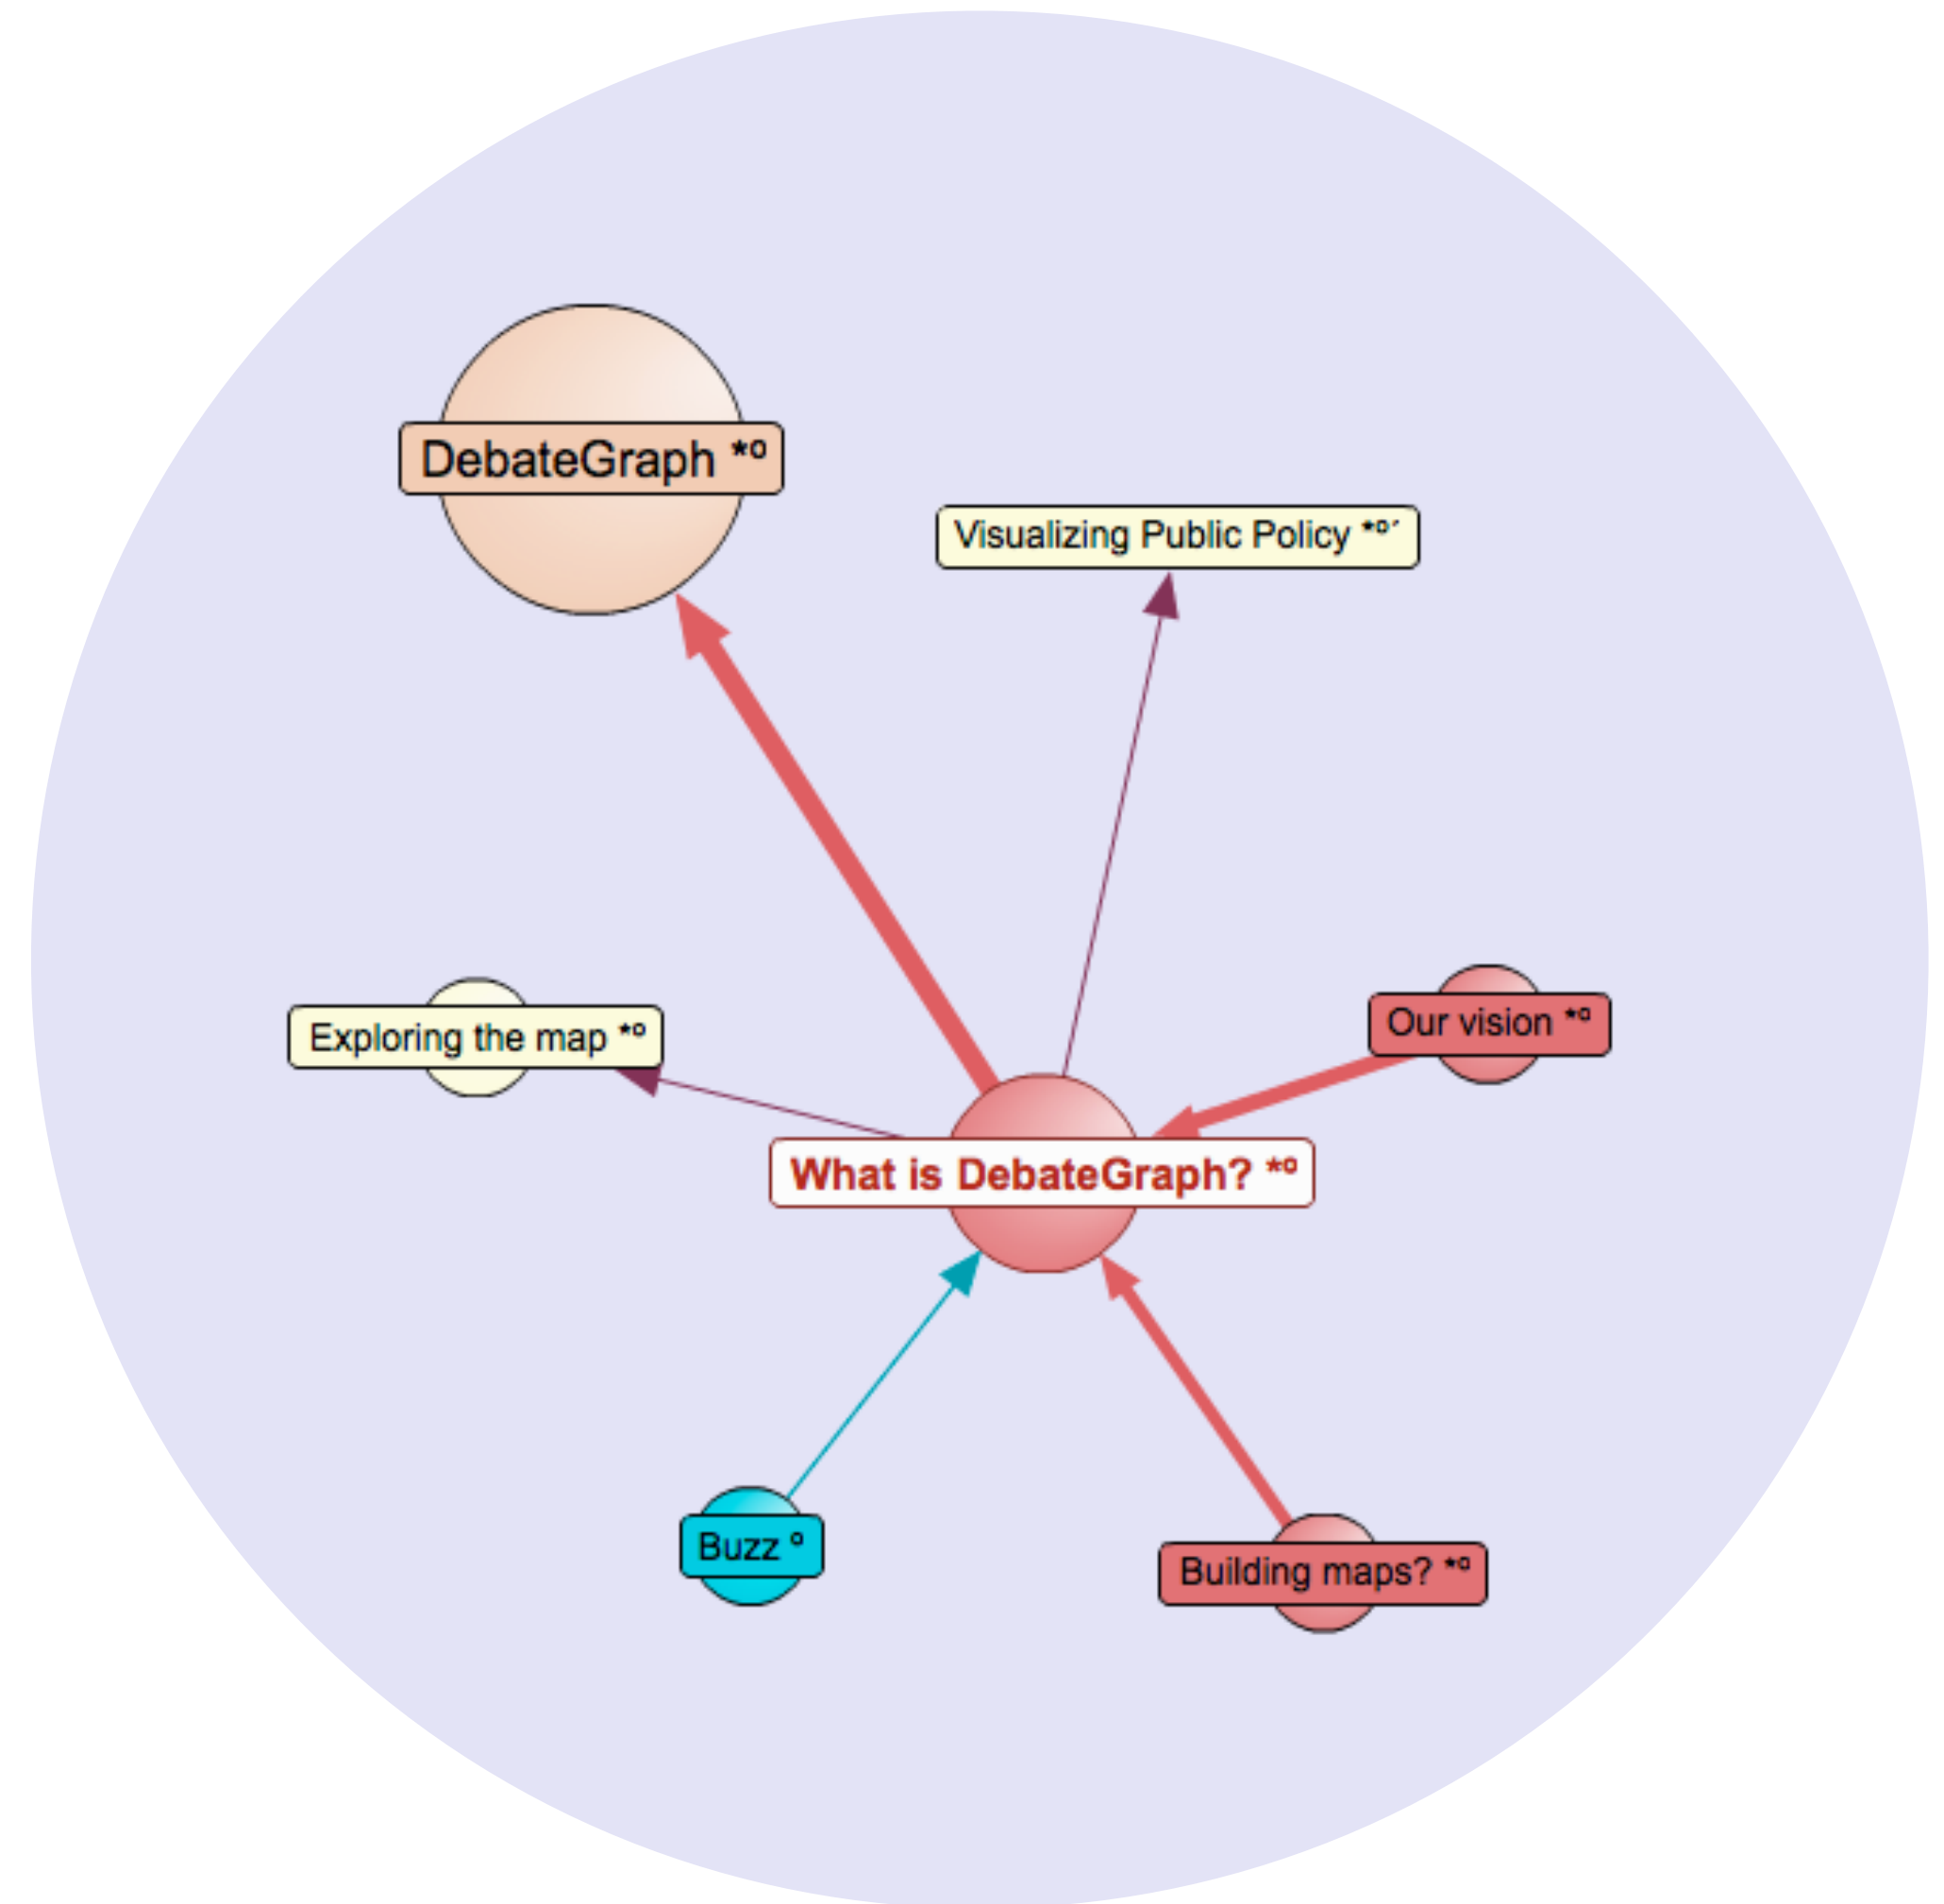 DebateGraph *º
Visualizing Public Policy *º´
Exploring the map *º
Our vision *º
What is DebateGraph? *º
Buzz º
Building maps? *º